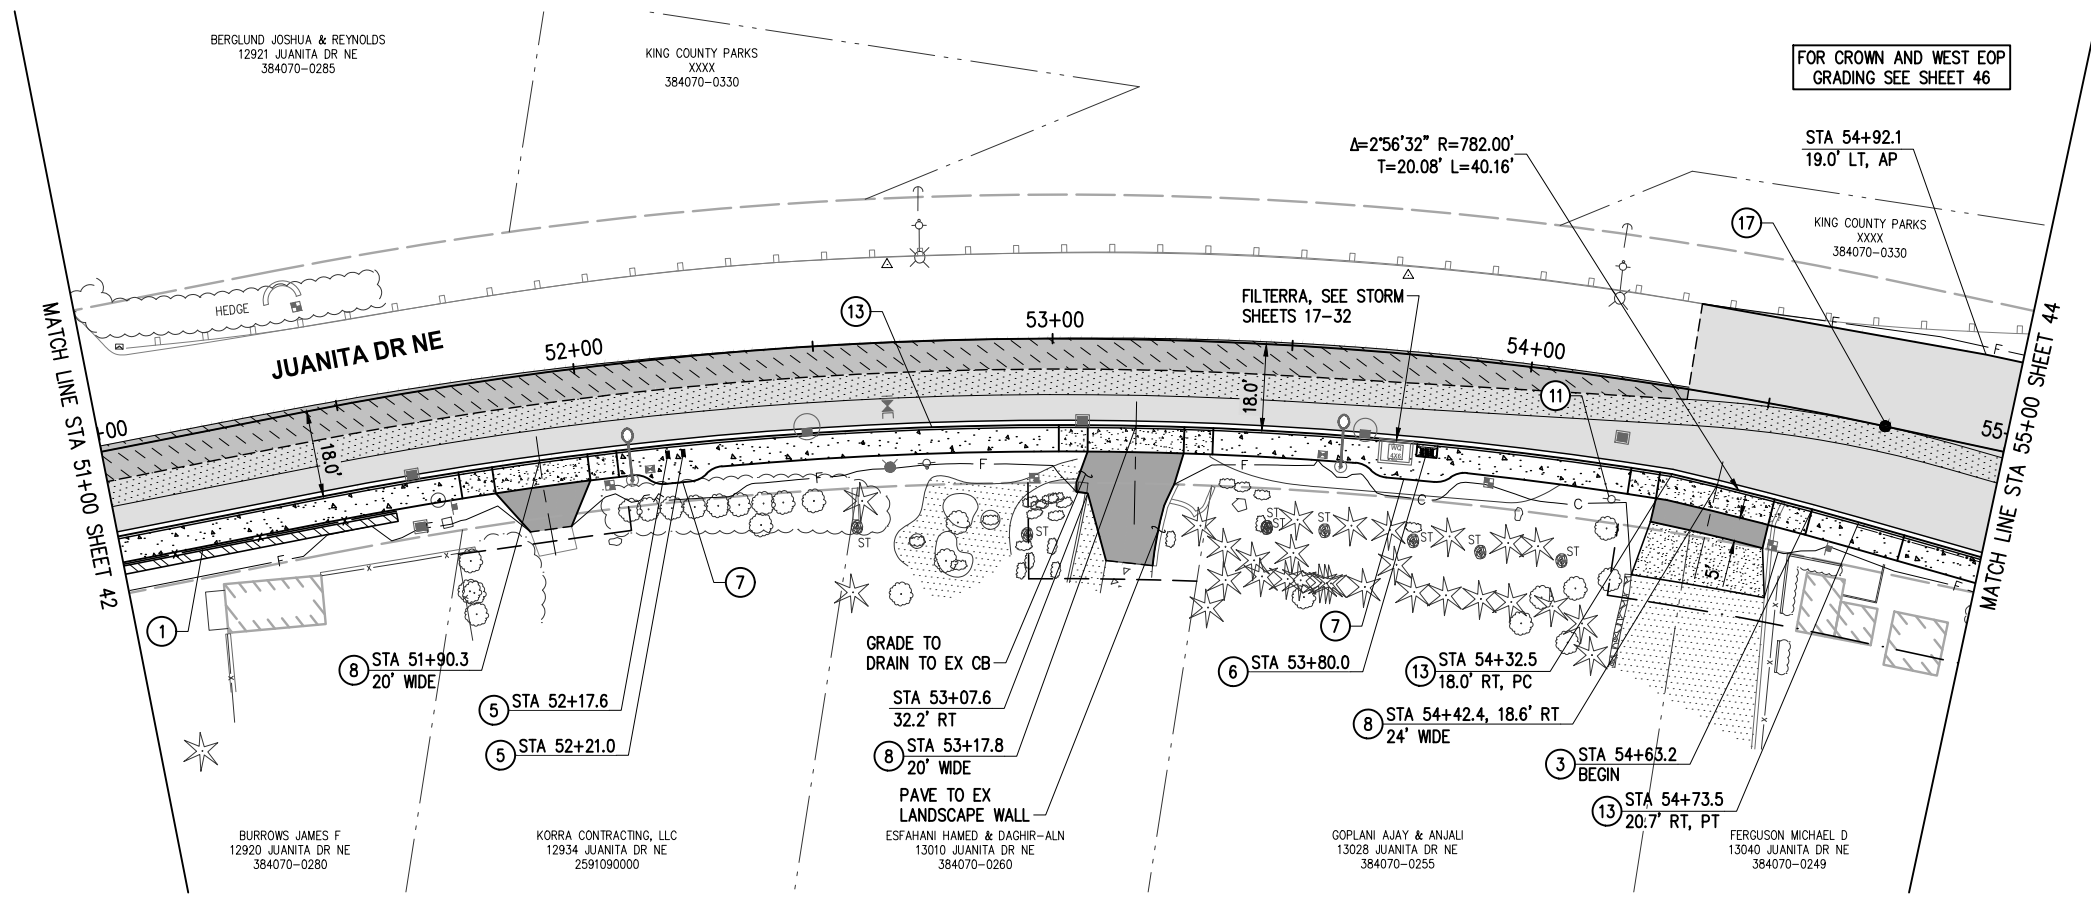 BERGLUND JOSHUA & REYNOLDS
12921 JUANITA DR NE
384070-0285
KING COUNTY PARKS
XXXX
384070-0330
FOR CROWN AND WEST EOP
GRADING SEE SHEET 46
Δ=2°56'32" R=782.00'
T=20.08' L=40.16'
STA 54+92.1
19.0' LT, AP
17
KING COUNTY PARKS
XXXX
384070-0330
HEDGE
13
FILTERRA, SEE STORM
SHEETS 17-32
MATCH LINE STA 51+00 SHEET 42
MATCH LINE STA 55+00 SHEET 44
JUANITA DR NE
52+00
53+00
54+00
11
-00
55-
18.0'
18.0'
WQ
4X6
F
F
F
F
F
F
F
C
C
ST
ST
ST
ST
ST
ST
ST
5'
1
7
7
8 STA 51+90.3
20' WIDE
5 STA 52+17.6
5 STA 52+21.0
GRADE TO
DRAIN TO EX CB
STA 53+07.6
32.2' RT
8 STA 53+17.8
20' WIDE
PAVE TO EX
LANDSCAPE WALL
6 STA 53+80.0
13 STA 54+32.5
18.0' RT, PC
8 STA 54+42.4, 18.6' RT
24' WIDE
3 STA 54+63.2
BEGIN
13 STA 54+73.5
20.7' RT, PT
BURROWS JAMES F
12920 JUANITA DR NE
384070-0280
KORRA CONTRACTING, LLC
12934 JUANITA DR NE
2591090000
ESFAHANI HAMED & DAGHIR-ALN
13010 JUANITA DR NE
384070-0260
GOPLANI AJAY & ANJALI
13028 JUANITA DR NE
384070-0255
FERGUSON MICHAEL D
13040 JUANITA DR NE
384070-0249